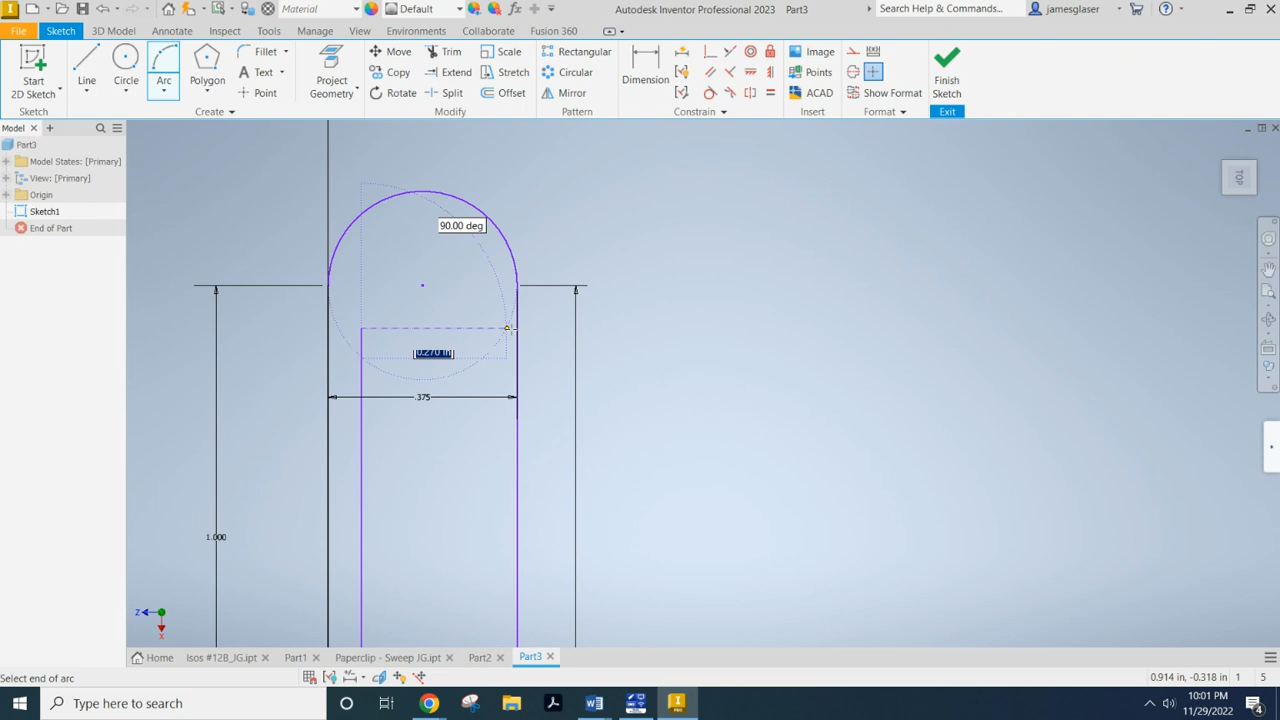 Material
Default
Autodesk Inventor Professional 2023 Part3
Search Help & Commands...
jamesglaser
File Sketch 3D Model Annotate Inspect Tools Manage View Environments Collaborate Fusion 360
Start
2D Sketch
Line
Circle
Arc
Polygon
Fillet
Text
Point
Project
Geometry
Move
Copy
Rotate
Trim
Extend
Split
Scale
Stretch
Offset
Rectangular
Circular
Mirror
Dimension
Image
Points
ACAD
Show Format
Finish
Sketch
Sketch Create Modify Pattern Constrain Insert Format Exit
Model
Part3
Model States: [Primary]
View: [Primary]
Origin
Sketch1
End of Part
TOP
90.00 deg
0.270 in
.375
1.000
Z
X
Home Isos #12B_JG.ipt Part1 Paperclip - Sweep JG.ipt Part2 Part3
Select end of arc
0.914 in, -0.318 in 1 5
Type here to search
10:01 PM
11/29/2022
4